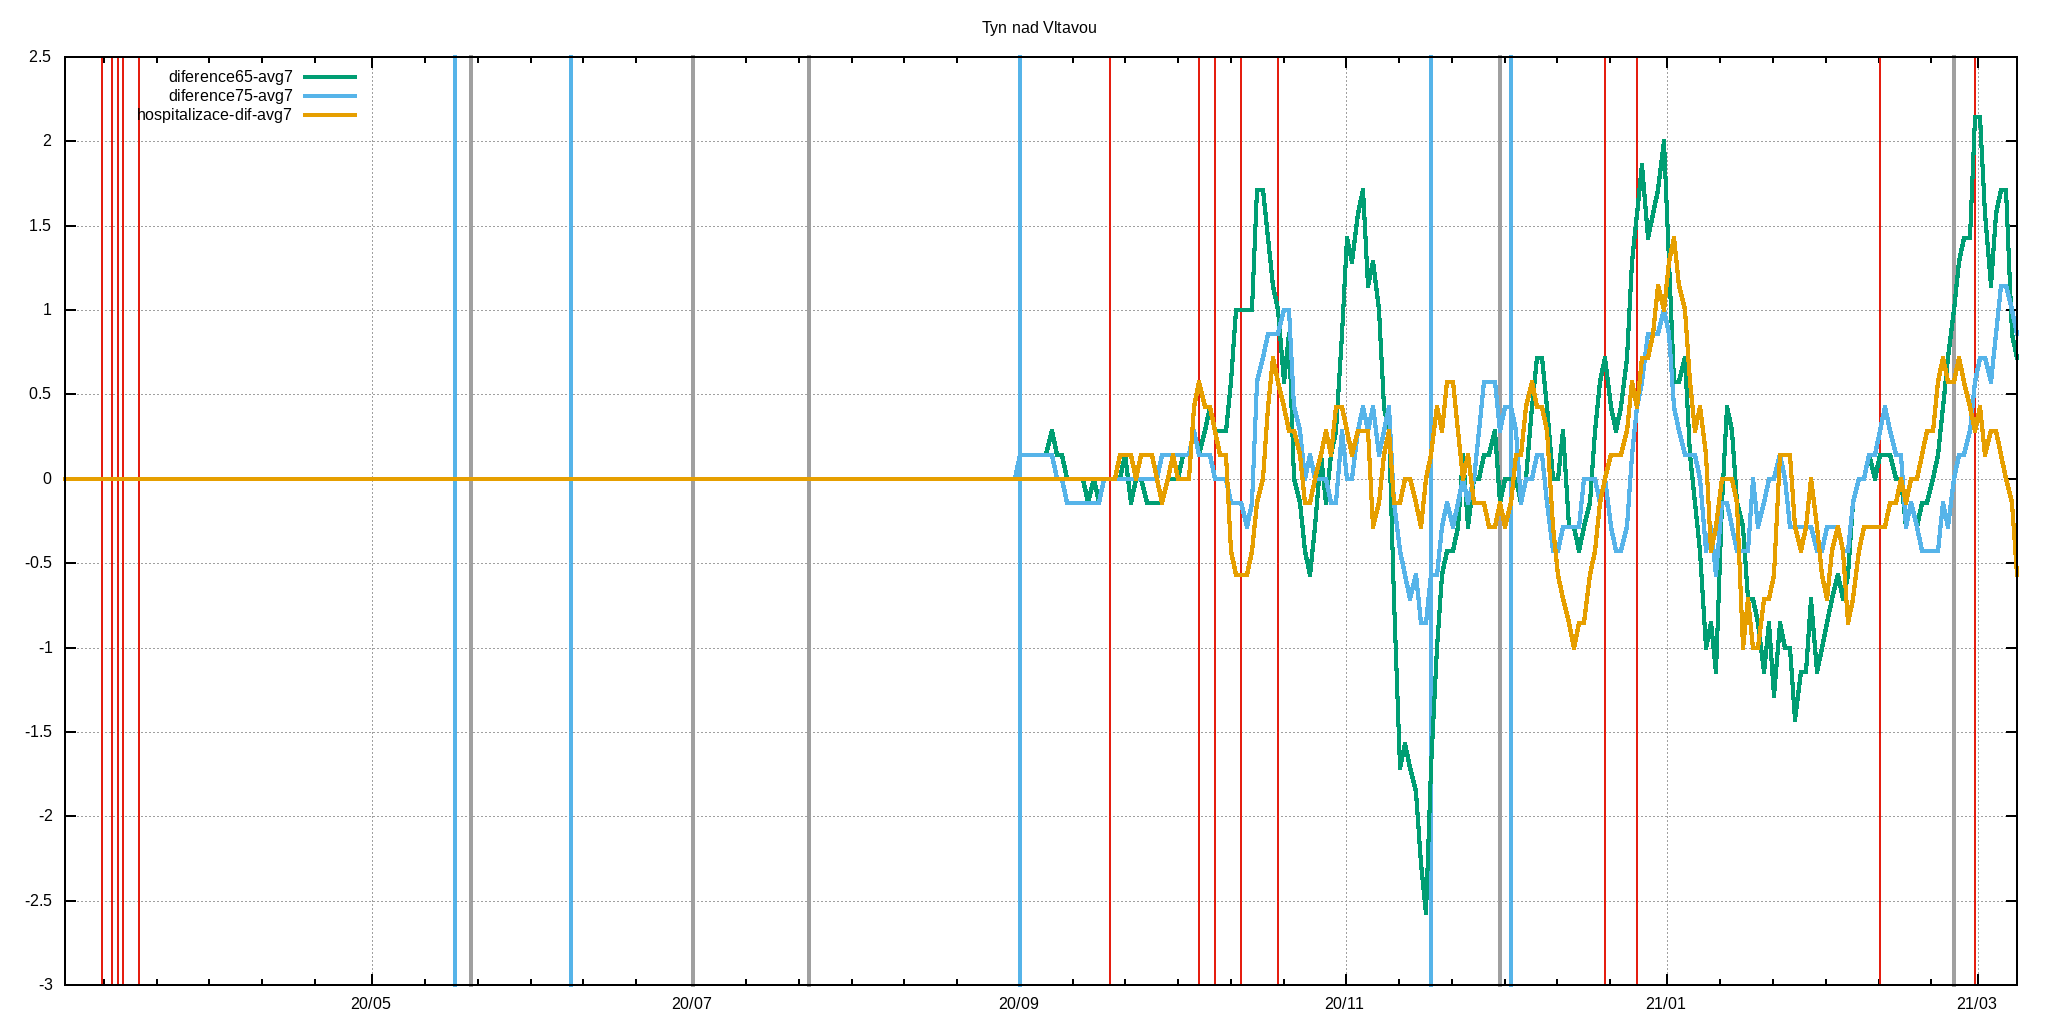 Tyn nad Vltavou
2.5
diference65-avg7
diference75-avg7
hospitalizace-dif-avg7
2
1.5
1
0.5
0
-0.5
-1
-1.5
-2
-2.5
-3
20/05 20/07 20/09 20/11 21/01 21/03